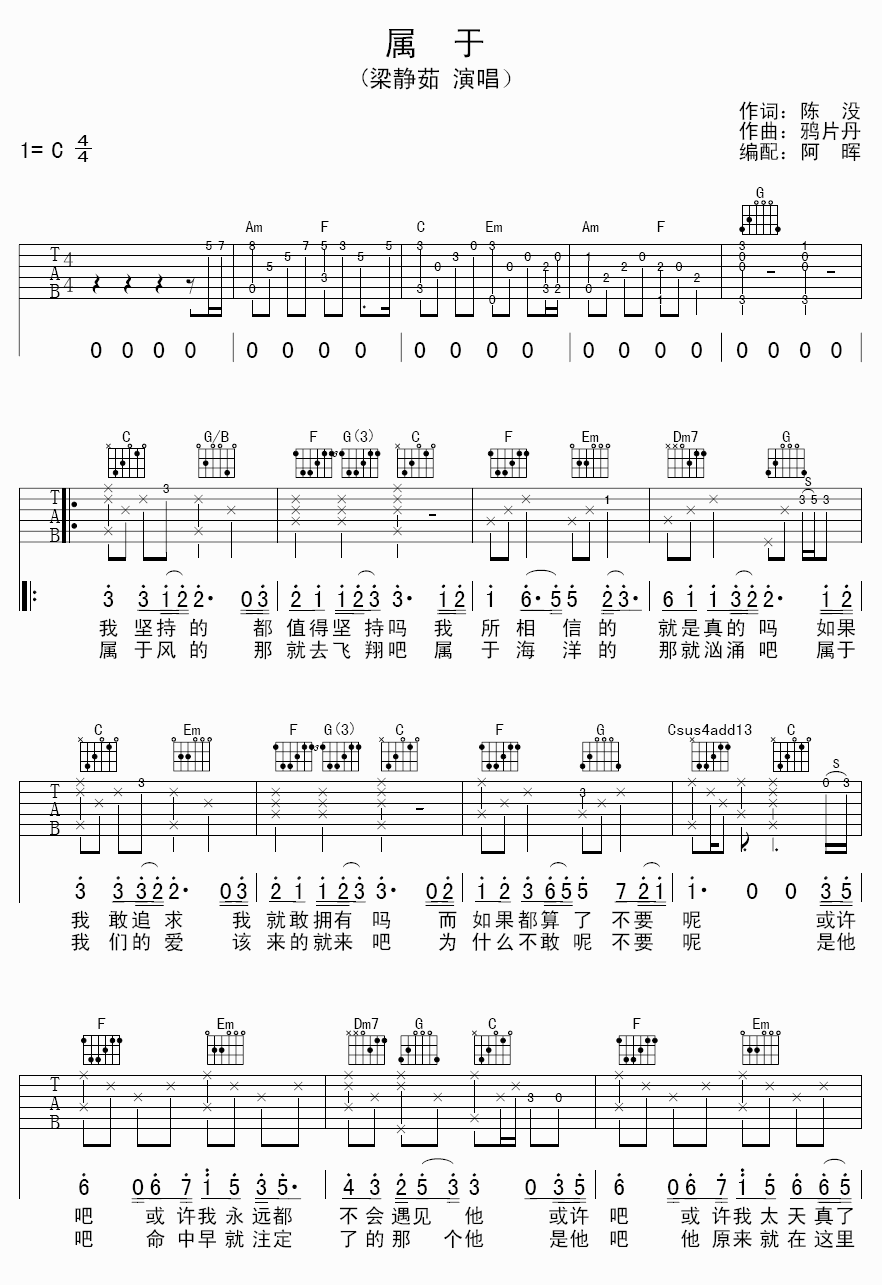 属 于
（梁静茹 演唱）
作词：陈 没
作曲：鸦片丹
编配：阿 晖
1= C 4/4
G
Am F C Em Am F
0 0 0 0 0 0 0 0 0 0 0 0 0 0 0 0 0 0 0 0
C G/B F G(3) C F Em Dm7 G
S
3 3 1 2 2· 0 3 2 1 1 2 3 3· 1 2 1 6· 5 5 2 3· 6 1 1 3 2 2· 1 2
我 坚持的 都 值得坚持吗 我 所 相 信的 就是真的吗 如果
属 于风的 那 就去飞 翔吧 属 于 海 洋的 那就汹涌吧 属于
C Em F G(3) C F G Csus4add13 C
S
3 3 3 2 2· 0 3 2 1 1 2 3 3· 0 2 1 2 3 6 5 5 7 2 1 1· 0 0 3 5
我 敢追求 我 就敢拥有吗 而 如果都算了不要 呢 或许
我 们的爱 该 来的就来吧 为 什么不敢呢不要 呢 是他
F Em Dm7 G C F Em
6 0 6 7 1 5 3 5· 4 3 2 5 3 3 0 3 5 6 0 6 7 1 5 6 6 5
吧 或许我永远都 不会遇见 他 或许 吧 或许我太天真了
吧 命中早就注定 了的那 个他 是他 吧 他原来就在这里